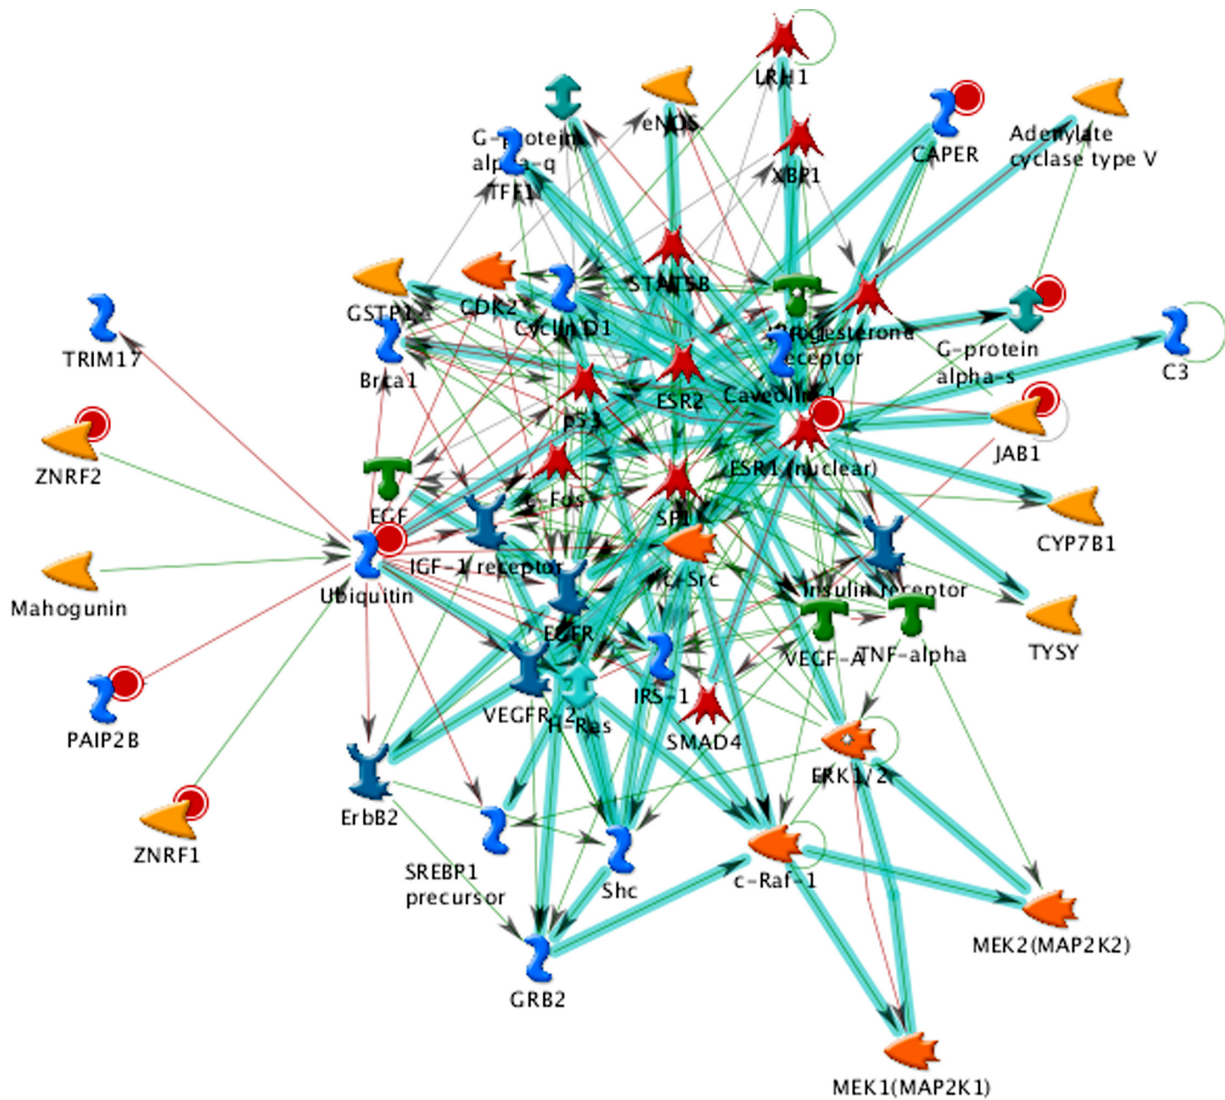 LRH1
eNOS
G-protein
alpha-q
TFF1
XBP1
CAPER
Adenylate
cyclase type V
STAT5B
GSTP1
CDK2
Cyclin D1
TRIM17
Brca1
Progesterone
receptor
G-protein
alpha-s
C3
ESR2
Caveolin-1
p53
ESR1 (nuclear)
JAB1
ZNRF2
EGF
c-Fos
SP1
CYP7B1
IGF-1 receptor
c-Src
Insulin receptor
Mahogunin
Ubiquitin
EGFR
VEGF-A
TNF-alpha
TYSY
IRS-1
VEGFR-2
H-Ras
SMAD4
PAIP2B
ErbB2
ERK1/2
ZNRF1
SREBP1
precursor
Shc
c-Raf-1
MEK2(MAP2K2)
GRB2
MEK1(MAP2K1)